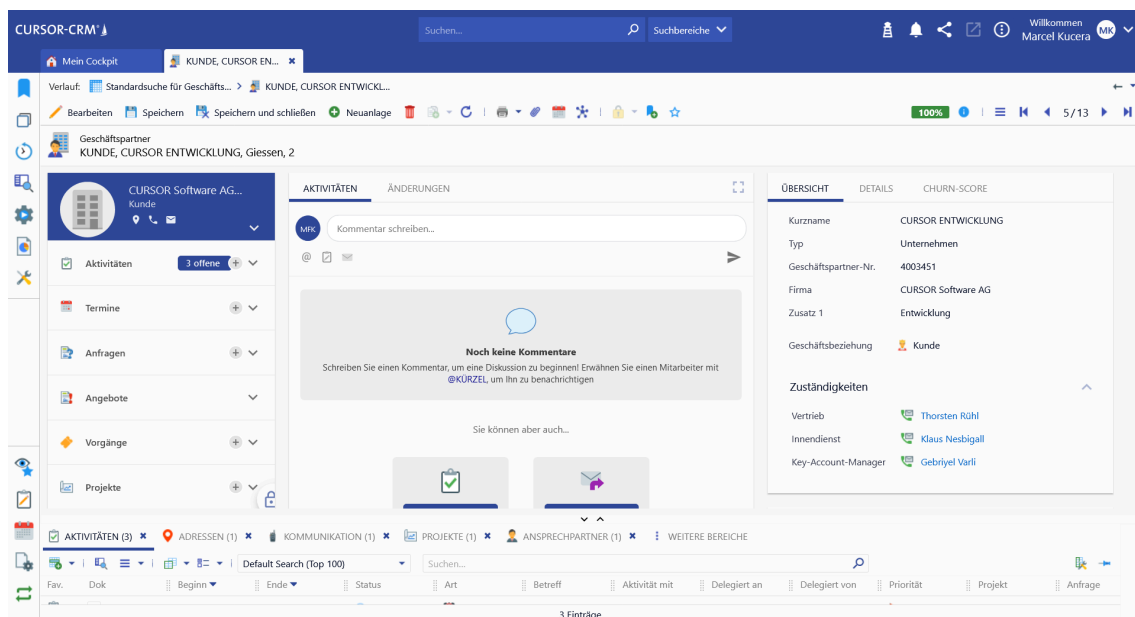 CURSOR-CRM
Suchen...
Suchbereiche
Willkommen
Marcel Kucera
MK
Mein Cockpit
KUNDE, CURSOR EN...
Verlauf: Standardsuche für Geschäfts... > KUNDE, CURSOR ENTWICKL...
Bearbeiten Speichern Speichern und schließen Neuanlage
100% 5/13
Geschäftspartner
KUNDE, CURSOR ENTWICKLUNG, Giessen, 2
CURSOR Software AG...
Kunde
Aktivitäten 3 offene +
Termine +
Anfragen +
Angebote
Vorgänge +
Projekte +
AKTIVITÄTEN ÄNDERUNGEN
MFK Kommentar schreiben...
@
Noch keine Kommentare
Schreiben Sie einen Kommentar, um eine Diskussion zu beginnen! Erwähnen Sie einen Mitarbeiter mit
@KÜRZEL, um Ihn zu benachrichtigen
Sie können aber auch...
ÜBERSICHT DETAILS CHURN-SCORE
Kurzname CURSOR ENTWICKLUNG
Typ Unternehmen
Geschäftspartner-Nr. 4003451
Firma CURSOR Software AG
Zusatz 1 Entwicklung
Geschäftsbeziehung Kunde
Zuständigkeiten
Vertrieb Thorsten Rühl
Innendienst Klaus Nesbigall
Key-Account-Manager Gebriyel Varli
AKTIVITÄTEN (3) ADRESSEN (1) KOMMUNIKATION (1) PROJEKTE (1) ANSPRECHPARTNER (1) WEITERE BEREICHE
Default Search (Top 100) Suchen...
Fav. Dok Beginn Ende Status Art Betreff Aktivität mit Delegiert an Delegiert von Priorität Projekt Anfrage
3 Einträge